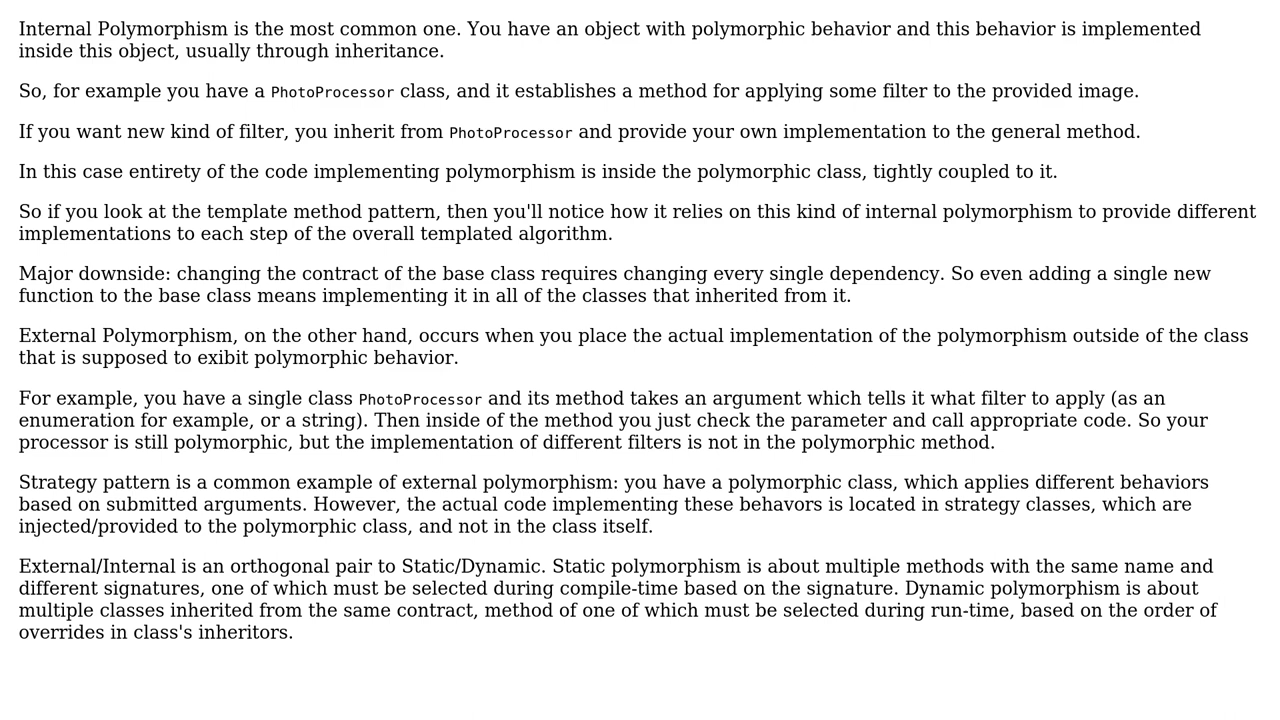 Internal Polymorphism is the most common one. You have an object with polymorphic behavior and this behavior is implemented
inside this object, usually through inheritance.
So, for example you have a PhotoProcessor class, and it establishes a method for applying some filter to the provided image.
If you want new kind of filter, you inherit from PhotoProcessor and provide your own implementation to the general method.
In this case entirety of the code implementing polymorphism is inside the polymorphic class, tightly coupled to it.
So if you look at the template method pattern, then you'll notice how it relies on this kind of internal polymorphism to provide different
implementations to each step of the overall templated algorithm.
Major downside: changing the contract of the base class requires changing every single dependency. So even adding a single new
function to the base class means implementing it in all of the classes that inherited from it.
External Polymorphism, on the other hand, occurs when you place the actual implementation of the polymorphism outside of the class
that is supposed to exibit polymorphic behavior.
For example, you have a single class PhotoProcessor and its method takes an argument which tells it what filter to apply (as an
enumeration for example, or a string). Then inside of the method you just check the parameter and call appropriate code. So your
processor is still polymorphic, but the implementation of different filters is not in the polymorphic method.
Strategy pattern is a common example of external polymorphism: you have a polymorphic class, which applies different behaviors
based on submitted arguments. However, the actual code implementing these behavors is located in strategy classes, which are
injected/provided to the polymorphic class, and not in the class itself.
External/Internal is an orthogonal pair to Static/Dynamic. Static polymorphism is about multiple methods with the same name and
different signatures, one of which must be selected during compile-time based on the signature. Dynamic polymorphism is about
multiple classes inherited from the same contract, method of one of which must be selected during run-time, based on the order of
overrides in class's inheritors.